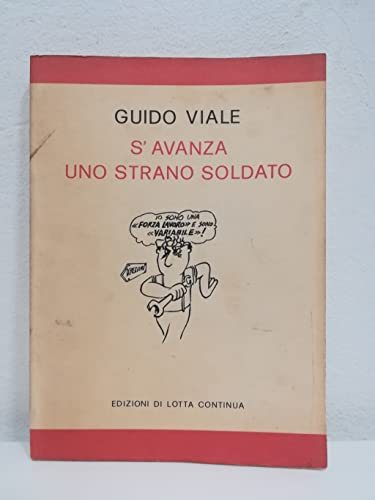 GUIDO VIALE
S'AVANZA
UNO STRANO SOLDATO
IO SONO UNA
«FORZA LAVORO» E SONO
«VARIABILE»!
EDIZIONI DI LOTTA CONTINUA